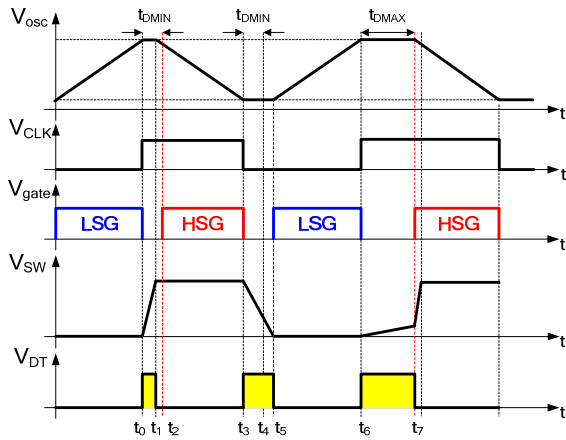 tDMIN tDMIN tDMAX
Vosc
t
VCLK
t
Vgate
LSG HSG LSG HSG
t
VSW
t
VDT
t
t0 t1 t2 t3 t4 t5 t6 t7